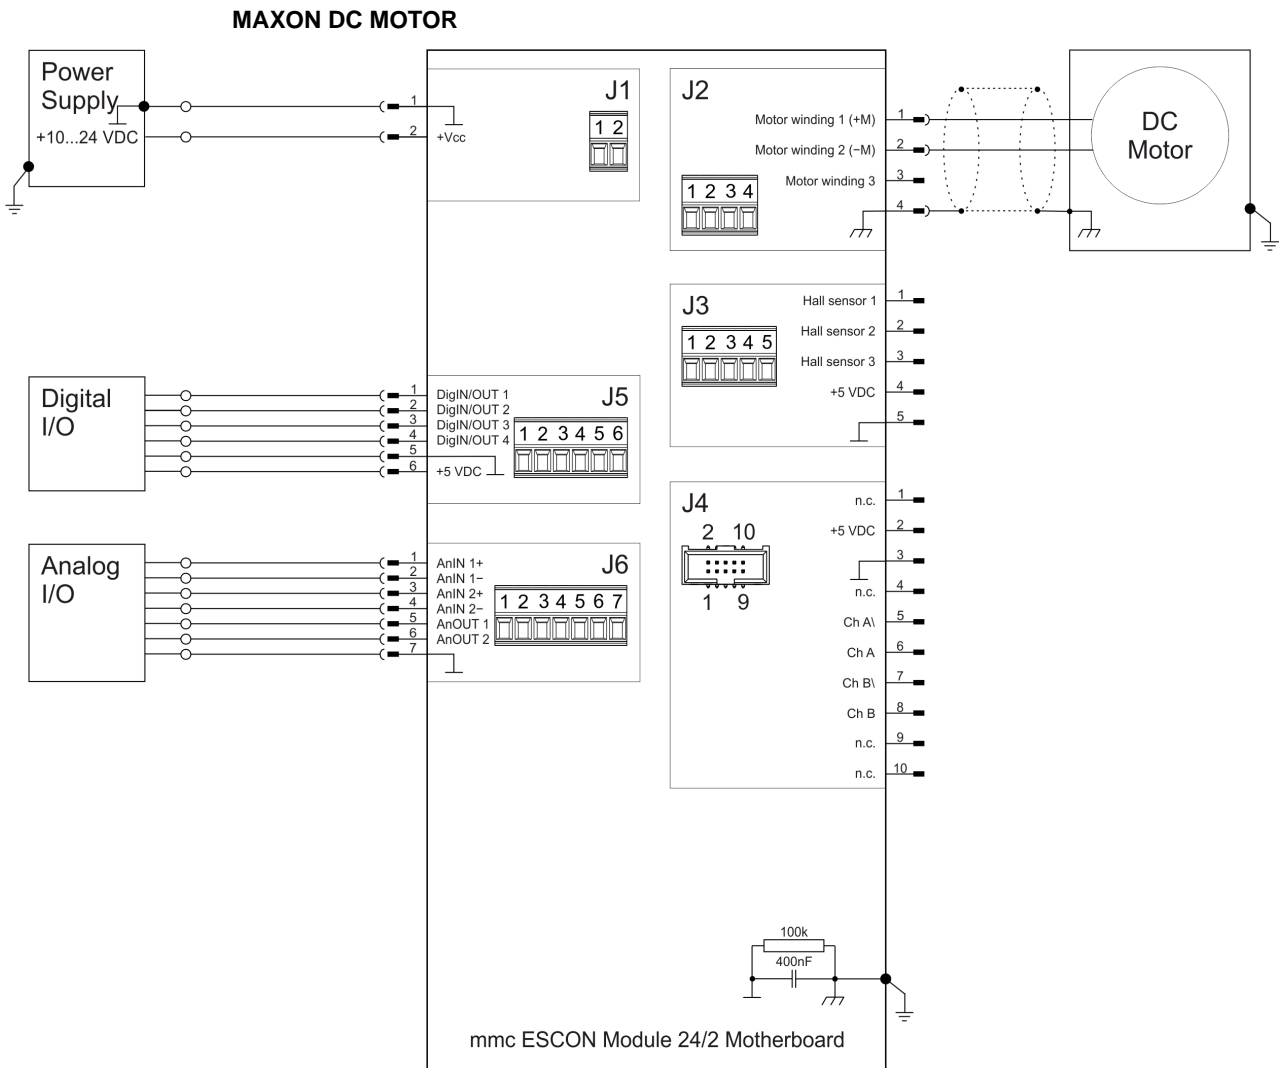 MAXON DC MOTOR
Power
Supply
+10...24 VDC
1
2
+Vcc
J1
1 2
J2
Motor winding 1 (+M)
1
Motor winding 2 (−M)
2
Motor winding 3
3
4
1 2 3 4
DC
Motor
J3
Hall sensor 1
1
Hall sensor 2
2
Hall sensor 3
3
+5 VDC
4
5
1 2 3 4 5
Digital
I/O
1
DigIN/OUT 1
2
DigIN/OUT 2
3
DigIN/OUT 3
4
DigIN/OUT 4
5
6
+5 VDC
J5
1 2 3 4 5 6
J4
2 10
1 9
n.c.
1
+5 VDC
2
3
n.c.
4
Ch A\
5
Ch A
6
Ch B\
7
Ch B
8
n.c.
9
n.c.
10
Analog
I/O
1
AnIN 1+
2
AnIN 1−
3
AnIN 2+
4
AnIN 2−
5
AnOUT 1
6
AnOUT 2
7
J6
1 2 3 4 5 6 7
100k
400nF
mmc ESCON Module 24/2 Motherboard